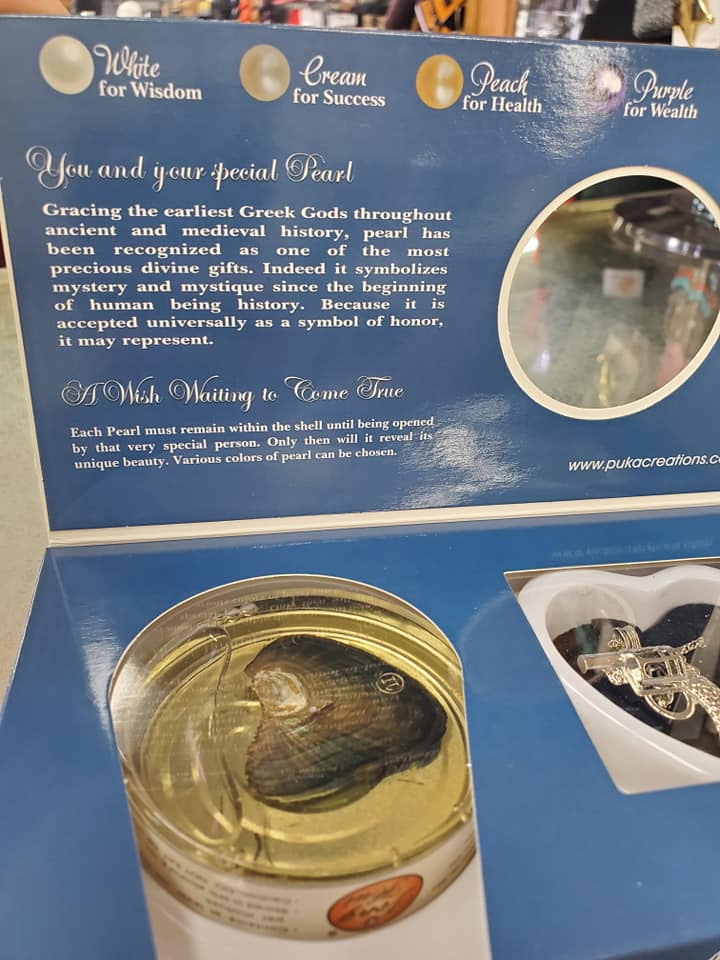 White
for Wisdom
Cream
for Success
Peach
for Health
Purple
for Wealth
You and your special Pearl
Gracing the earliest Greek Gods throughout
ancient and medieval history, pearl has
been recognized as one of the most
precious divine gifts. Indeed it symbolizes
mystery and mystique since the beginning
of human being history. Because it is
accepted universally as a symbol of honor,
it may represent.
A Wish Waiting to Come True
Each Pearl must remain within the shell until being opened
by that very special person. Only then will it reveal its
unique beauty. Various colors of pearl can be chosen.
www.pukacreations.c